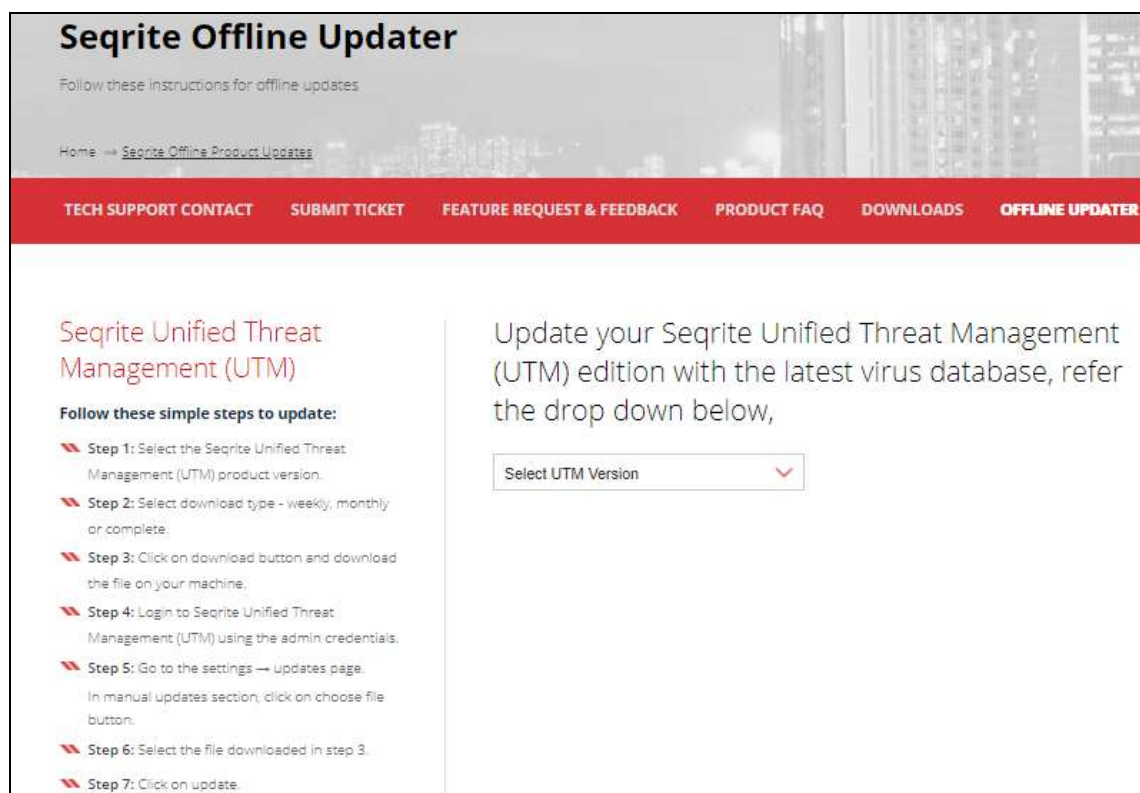 Seqrite Offline Updater
Follow these instructions for offline updates
Home → Seqrite Offline Product Updates
TECH SUPPORT CONTACT SUBMIT TICKET FEATURE REQUEST & FEEDBACK PRODUCT FAQ DOWNLOADS OFFLINE UPDATER
Seqrite Unified Threat
Management (UTM)
Follow these simple steps to update:
Step 1: Select the Seqrite Unified Threat
Management (UTM) product version.
Step 2: Select download type - weekly, monthly
or complete.
Step 3: Click on download button and download
the file on your machine.
Step 4: Login to Seqrite Unified Threat
Management (UTM) using the admin credentials.
Step 5: Go to the settings → updates page.
In manual updates section, click on choose file
button.
Step 6: Select the file downloaded in step 3.
Step 7: Click on update.
Update your Seqrite Unified Threat Management
(UTM) edition with the latest virus database, refer
the drop down below,
Select UTM Version